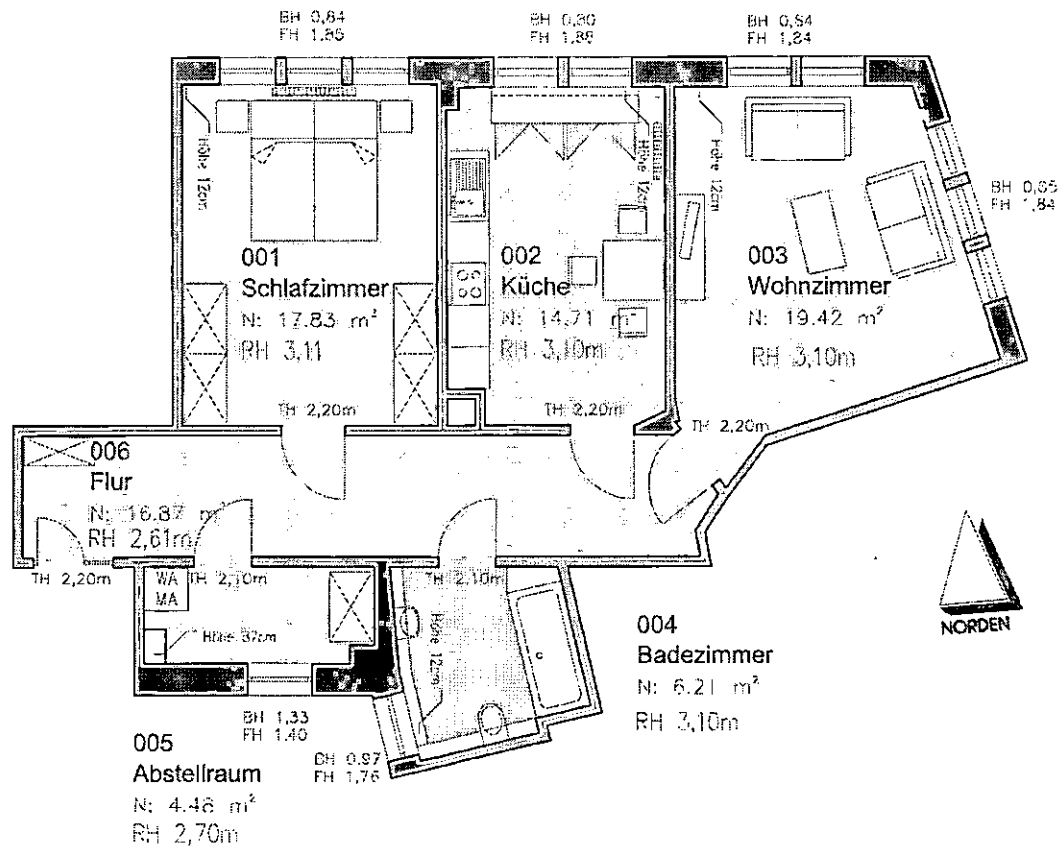 BH 0,84
FH 1,85
BH 0,80
FH 1,88
BH 0,84
FH 1,84
BH 0,85
FH 1,84
Höhe 12cm
Höhe 12cm
Höhe 12cm
001
Schlafzimmer
N: 17.83 m²
RH 3,11
002
Küche
N: 14.71 m²
RH 3,10m
003
Wohnzimmer
N: 19.42 m²
RH 3,10m
TH 2,20m
TH 2,20m
TH 2,20m
006
Flur
N: 16.87 m²
RH 2,61m
TH 2,20m
WA
MA
TH 2,10m
TH 2,10m
Höhe 37cm
Höhe 12cm
NORDEN
004
Badezimmer
N: 6.21 m²
RH 3,10m
BH 1.33
FH 1.40
BH 0.97
FH 1,76
005
Abstellraum
N: 4.48 m²
RH 2,70m